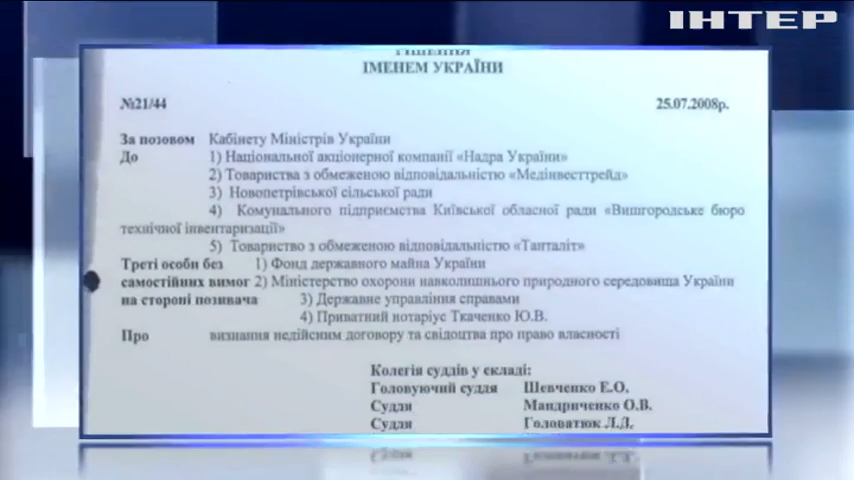 ІНТЕР
РІШЕННЯ
ІМЕНЕМ УКРАЇНИ
№21/44 25.07.2008р.
За позовом Кабінету Міністрів України
До 1) Національної акціонерної компанії «Надра України»
2) Товариства з обмеженою відповідальністю «Медінвесттрейд»
3) Новопетрівської сільської ради
4) Комунального підприємства Київської обласної ради «Вишгородське бюро
технічної інвентаризації»
5) Товариство з обмеженою відповідальністю «Танталіт»
Треті особи без 1) Фонд державного майна України
самостійних вимог 2) Міністерство охорони навколишнього природного середовища України
на стороні позивача 3) Державне управління справами
4) Приватний нотаріус Ткаченко Ю.В.
Про визнання недійсним договору та свідоцтва про право власності
Колегія суддів у складі:
Головуючий суддя Шевченко Е.О.
Судді Мандриченко О.В.
Судля Головатюк Л.Д.